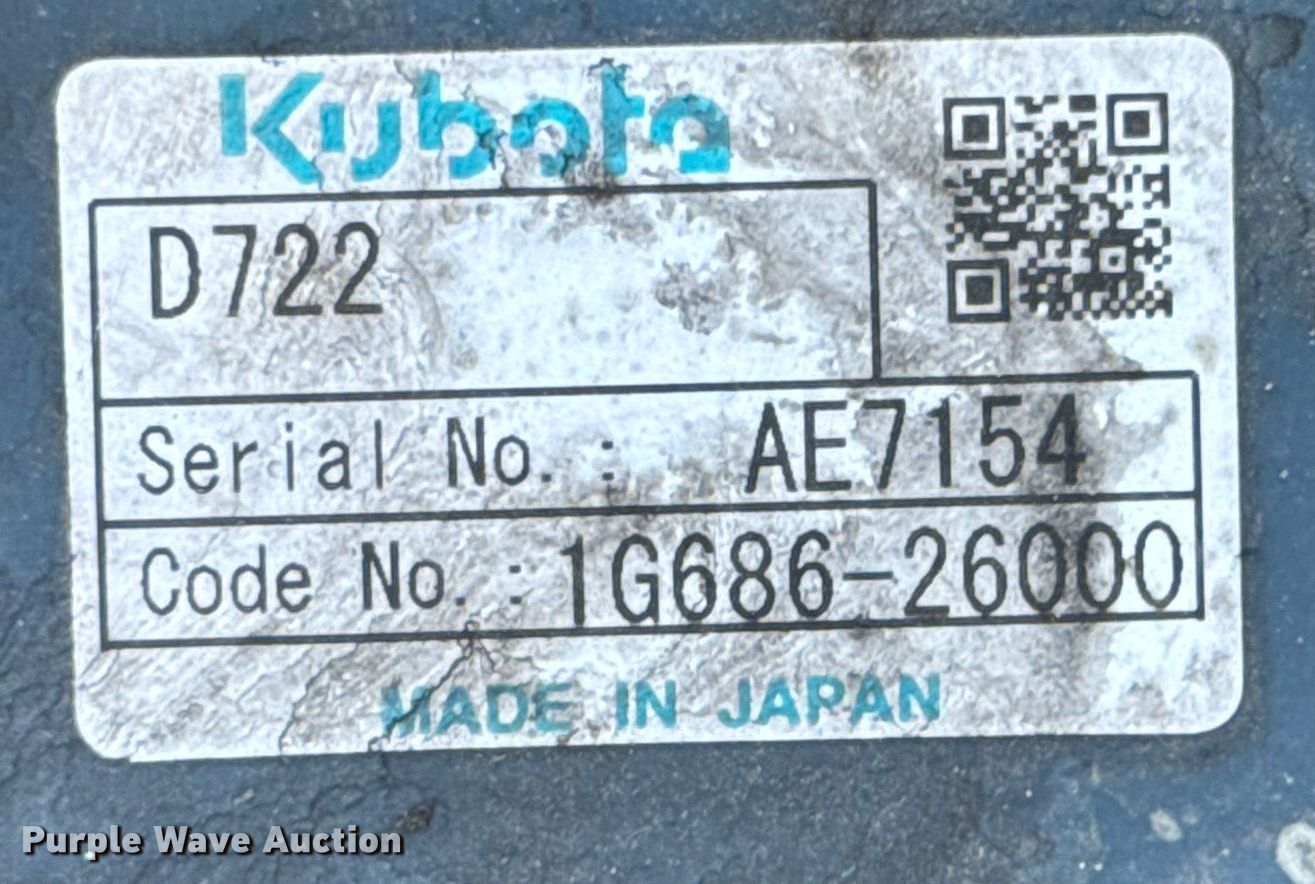 Kubota
D722
Serial No. : AE7154
Code No. : 1G686-26000
MADE IN JAPAN
Purple Wave Auction